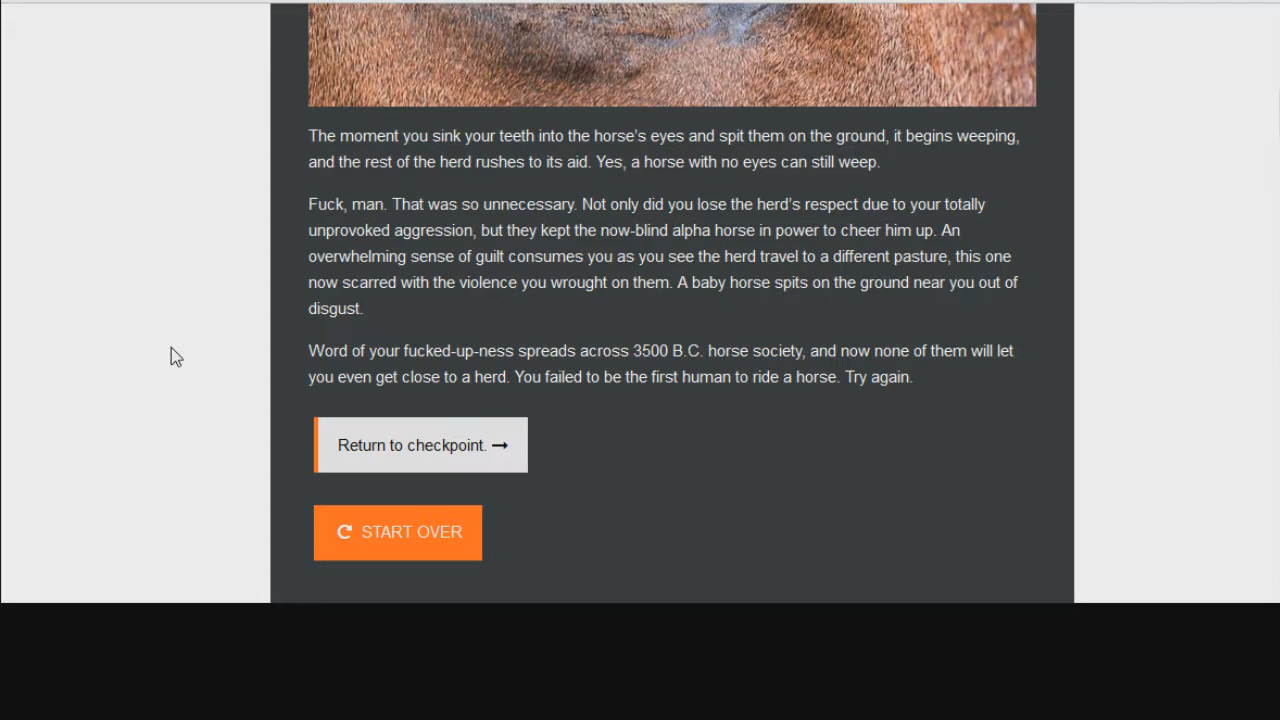 The moment you sink your teeth into the horse’s eyes and spit them on the ground, it begins weeping,
and the rest of the herd rushes to its aid. Yes, a horse with no eyes can still weep.
Fuck, man. That was so unnecessary. Not only did you lose the herd’s respect due to your totally
unprovoked aggression, but they kept the now-blind alpha horse in power to cheer him up. An
overwhelming sense of guilt consumes you as you see the herd travel to a different pasture, this one
now scarred with the violence you wrought on them. A baby horse spits on the ground near you out of
disgust.
Word of your fucked-up-ness spreads across 3500 B.C. horse society, and now none of them will let
you even get close to a herd. You failed to be the first human to ride a horse. Try again.
Return to checkpoint.
START OVER